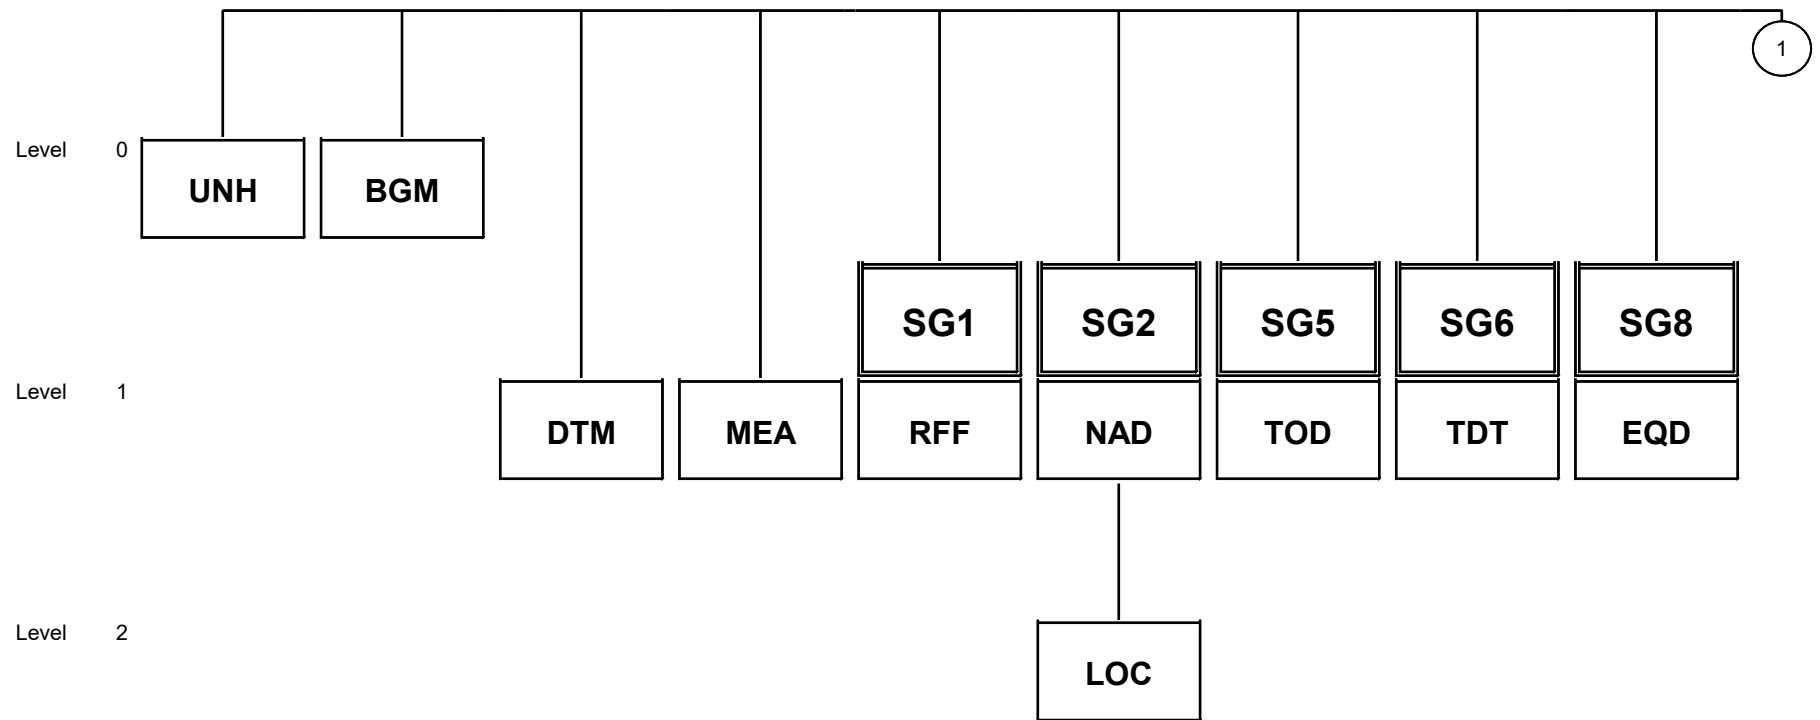 1
Level 0
UNH BGM
SG1 SG2 SG5 SG6 SG8
Level 1
DTM MEA RFF NAD TOD TDT EQD
Level 2
LOC